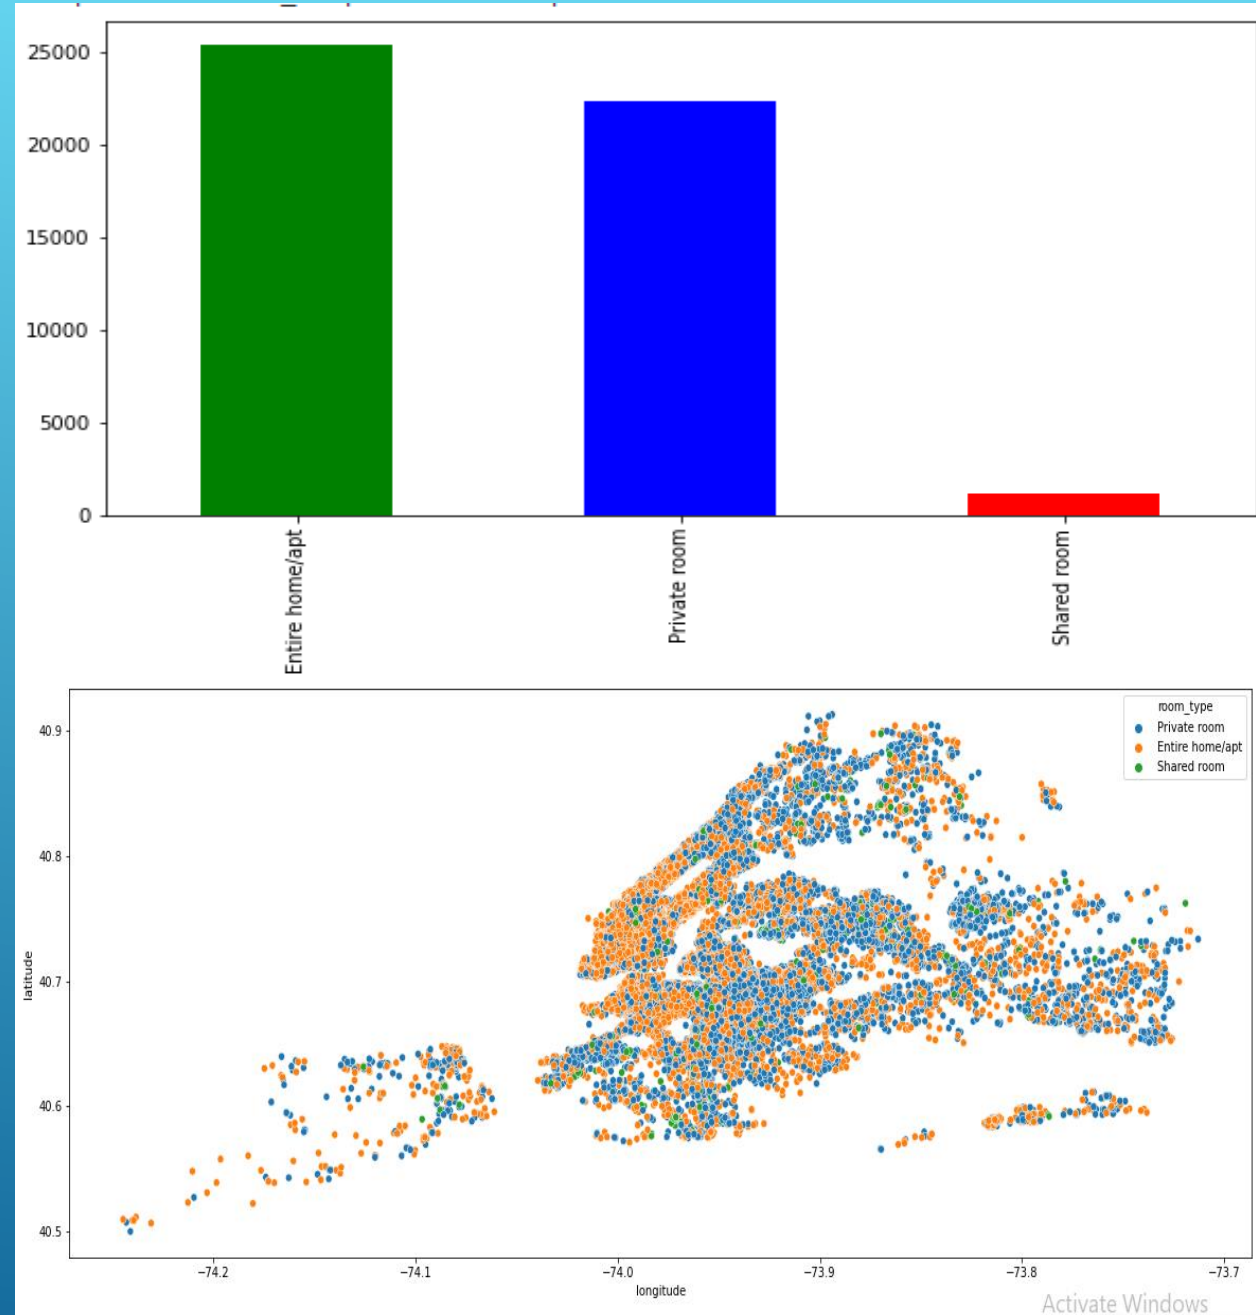 25000
20000
15000
10000
5000
0
Entire home/apt
Private room
Shared room
room_type
Private room
Entire home/apt
Shared room
40.9
40.8
40.7
40.6
40.5
latitude
−74.2 −74.1 −74.0 −73.9 −73.8 −73.7
longitude
Activate Windows